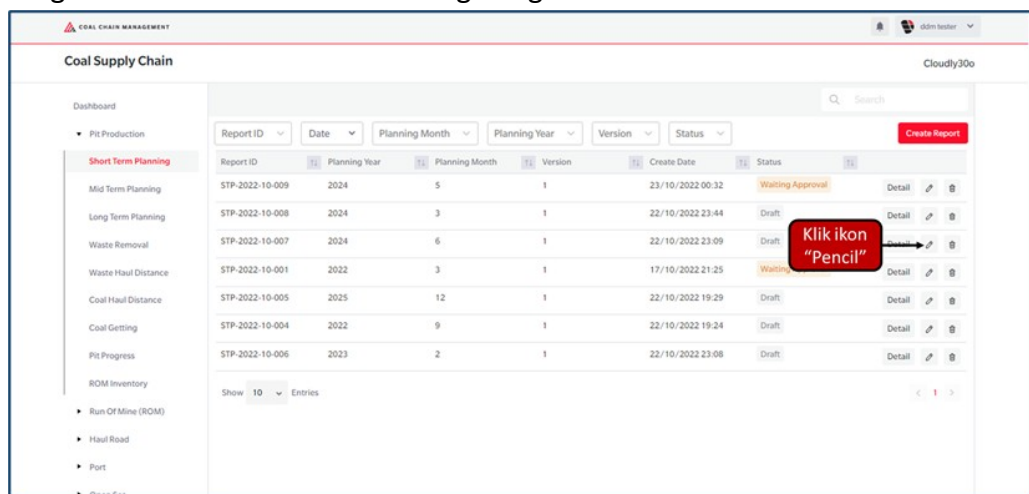 COAL CHAIN MANAGEMENT
ddm tester
Coal Supply Chain
Cloudly30o
Dashboard
Search
Pit Production
Report ID
Date
Planning Month
Planning Year
Version
Status
Create Report
Short Term Planning
Report ID Planning Year Planning Month Version Create Date Status
STP-2022-10-009 2024 5 1 23/10/2022 00:32 Waiting Approval Detail
Mid Term Planning
STP-2022-10-008 2024 3 1 22/10/2022 23:44 Draft Detail
Long Term Planning
STP-2022-10-007 2024 6 1 22/10/2022 23:09 Draft
Klik ikon
"Pencil"
Waste Removal
STP-2022-10-001 2022 3 1 17/10/2022 21:25 Waiting Detail
Waste Haul Distance
STP-2022-10-005 2025 12 1 22/10/2022 19:29 Draft Detail
Coal Haul Distance
STP-2022-10-004 2022 9 1 22/10/2022 19:24 Draft Detail
Coal Getting
STP-2022-10-006 2023 2 1 22/10/2022 23:08 Draft Detail
Pit Progress
ROM Inventory
Show 10 Entries
< 1 >
Run Of Mine (ROM)
Haul Road
Port